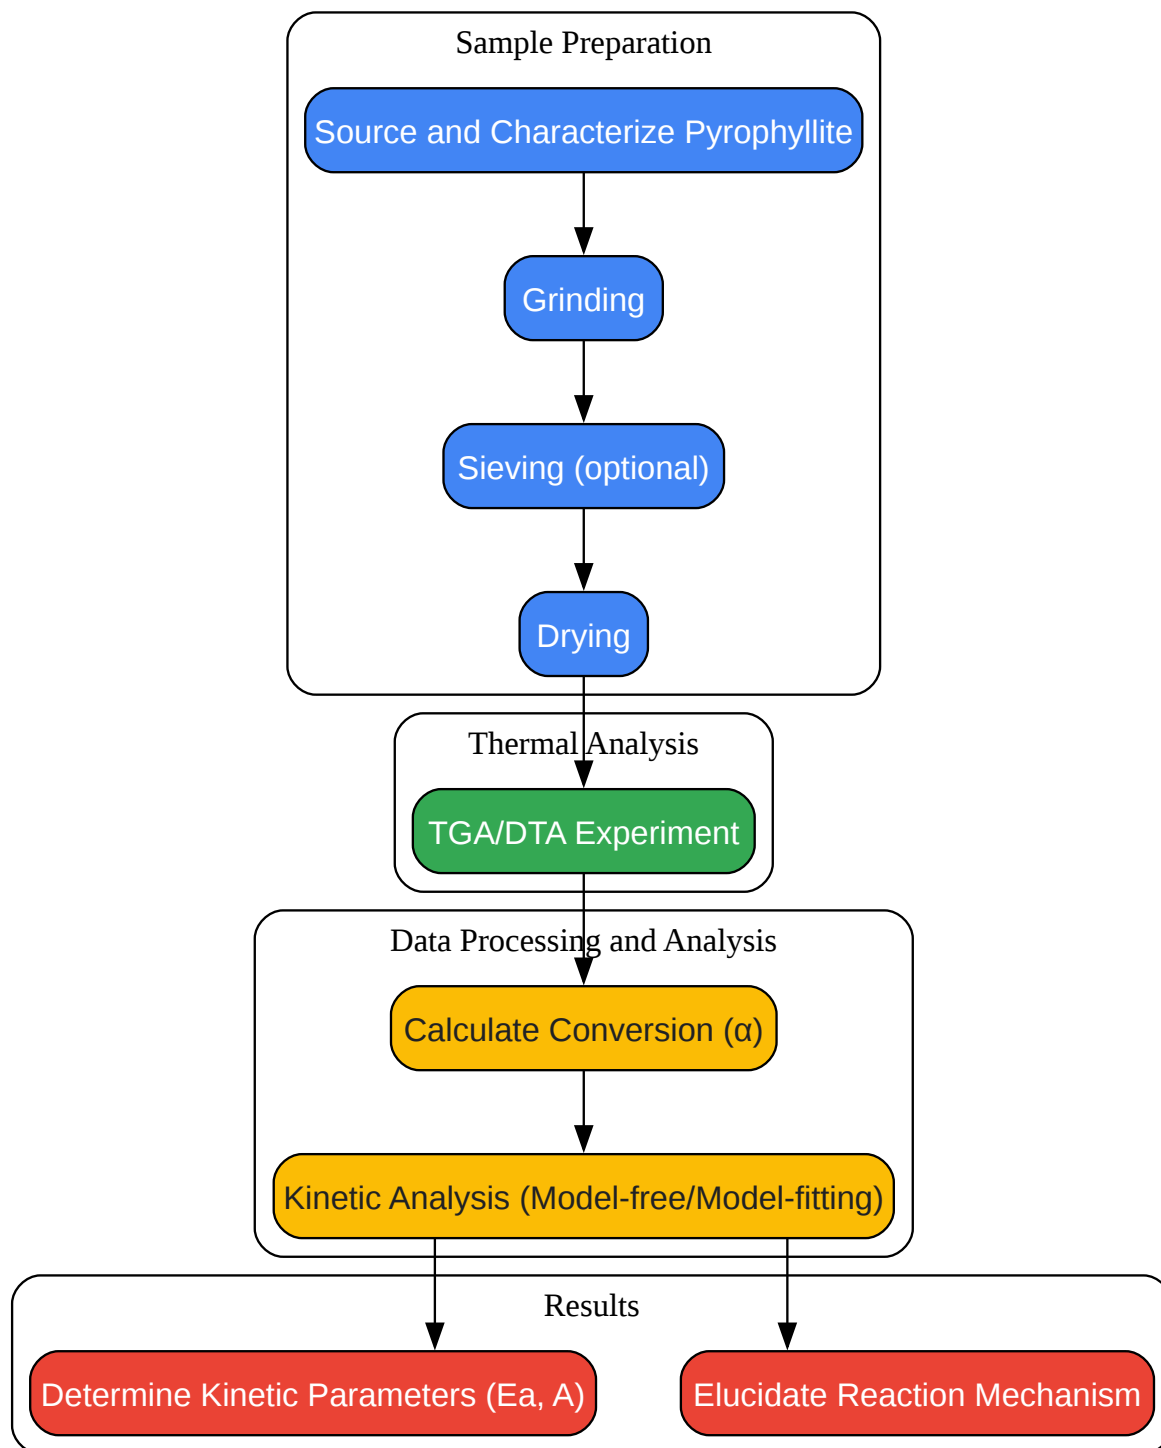 Sample Preparation
Source and Characterize Pyrophyllite
Grinding
Sieving (optional)
Drying
Thermal Analysis
TGA/DTA Experiment
Data Processing and Analysis
Calculate Conversion (α)
Kinetic Analysis (Model-free/Model-fitting)
Results
Determine Kinetic Parameters (Ea, A)
Elucidate Reaction Mechanism